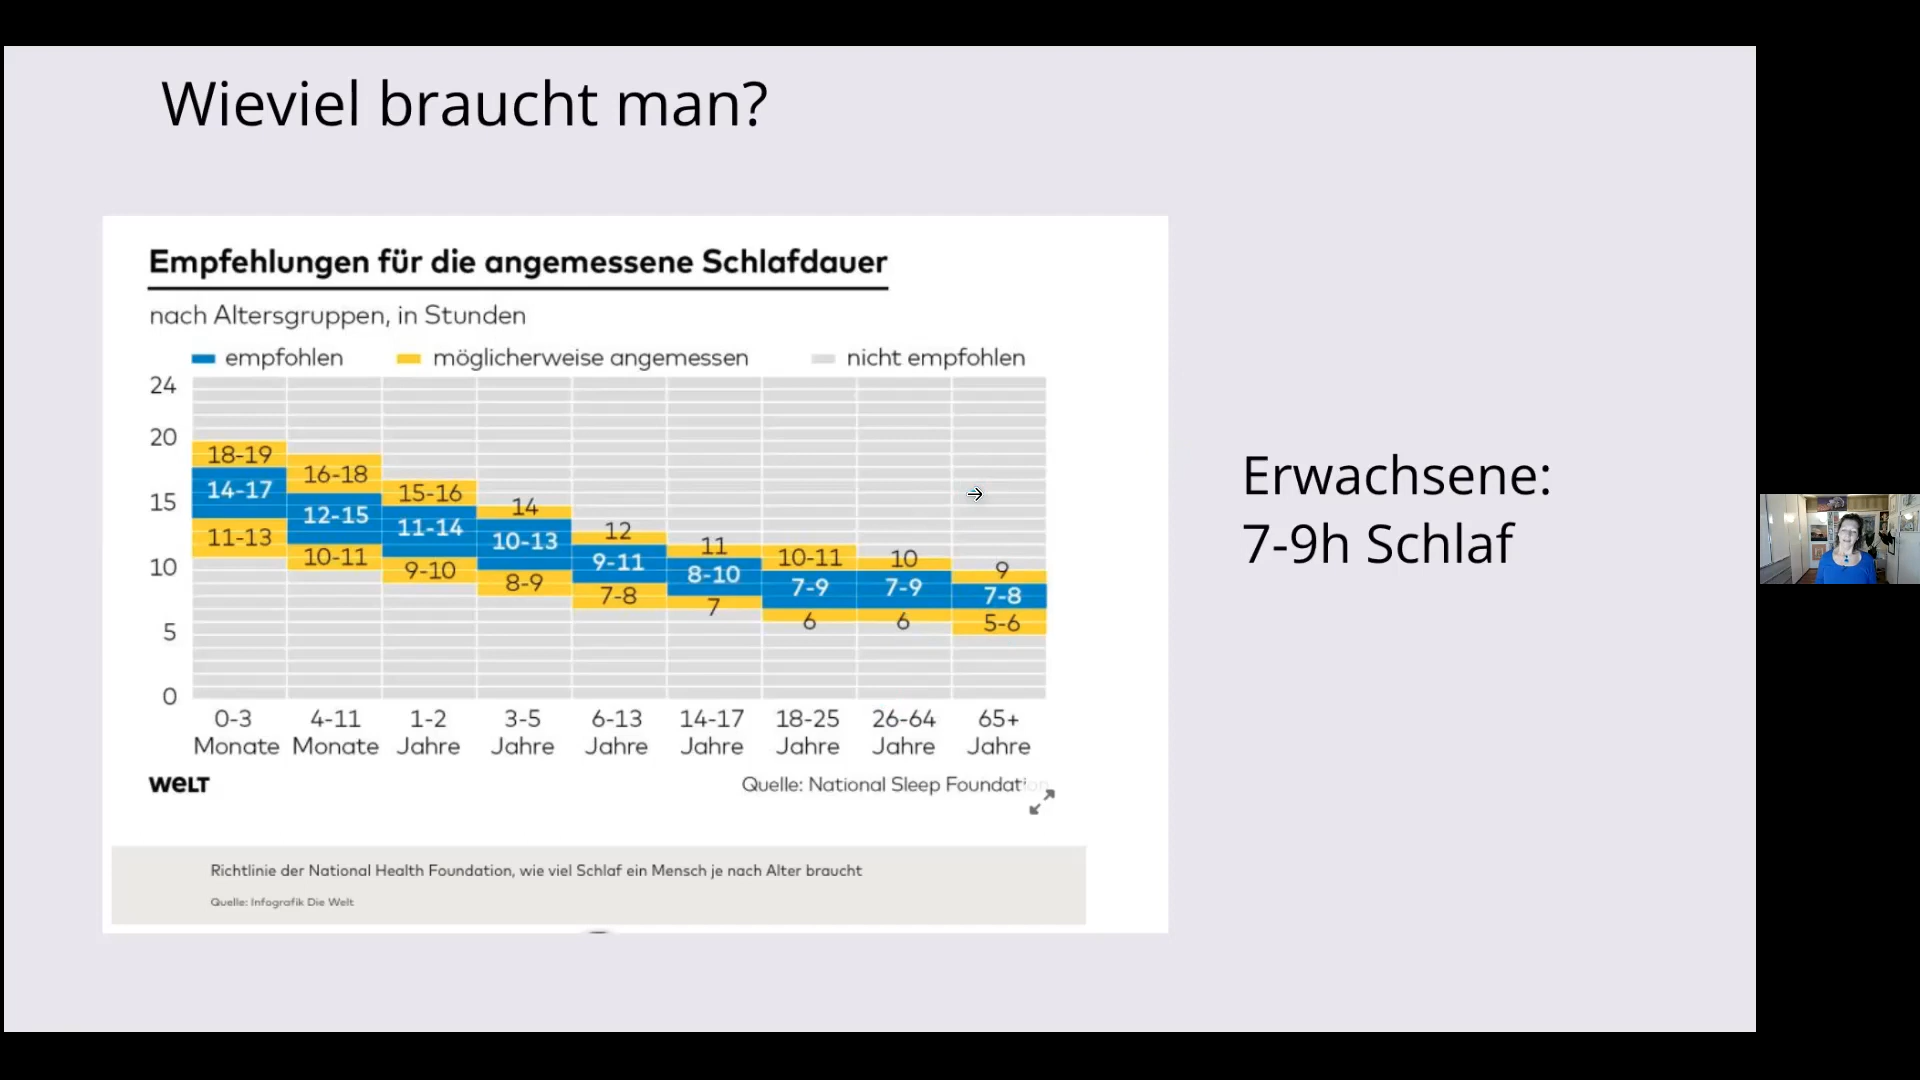 Wieviel braucht man?
Empfehlungen für die angemessene Schlafdauer
nach Altersgruppen, in Stunden
empfohlen möglicherweise angemessen nicht empfohlen
24
20
15
10
5
0
18-19
14-17
11-13
16-18
12-15
10-11
15-16
11-14
9-10
14
10-13
8-9
12
9-11
7-8
11
8-10
7
10-11
7-9
6
10
7-9
6
9
7-8
5-6
0-3 Monate
4-11 Monate
1-2 Jahre
3-5 Jahre
6-13 Jahre
14-17 Jahre
18-25 Jahre
26-64 Jahre
65+ Jahre
WELT
Quelle: National Sleep Foundation
Richtlinie der National Health Foundation, wie viel Schlaf ein Mensch je nach Alter braucht
Quelle: Infografik Die Welt
Erwachsene:
7-9h Schlaf